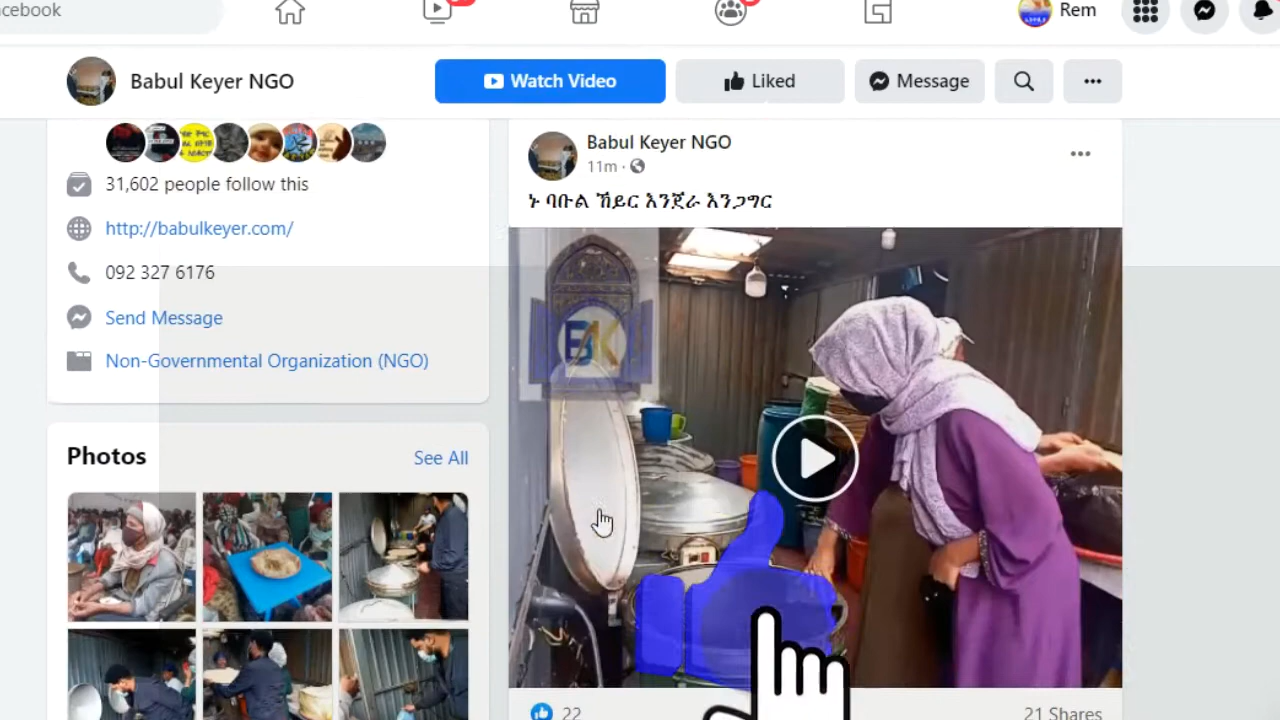 cebook
Rem
Babul Keyer NGO
Watch Video
Liked
Message
31,602 people follow this
http://babulkeyer.com/
092 327 6176
Send Message
Non-Governmental Organization (NGO)
Photos
See All
Babul Keyer NGO
11m
ኑ ባቡል ኸይር እንጀራ እንጋግር
BK
22
21 Shares